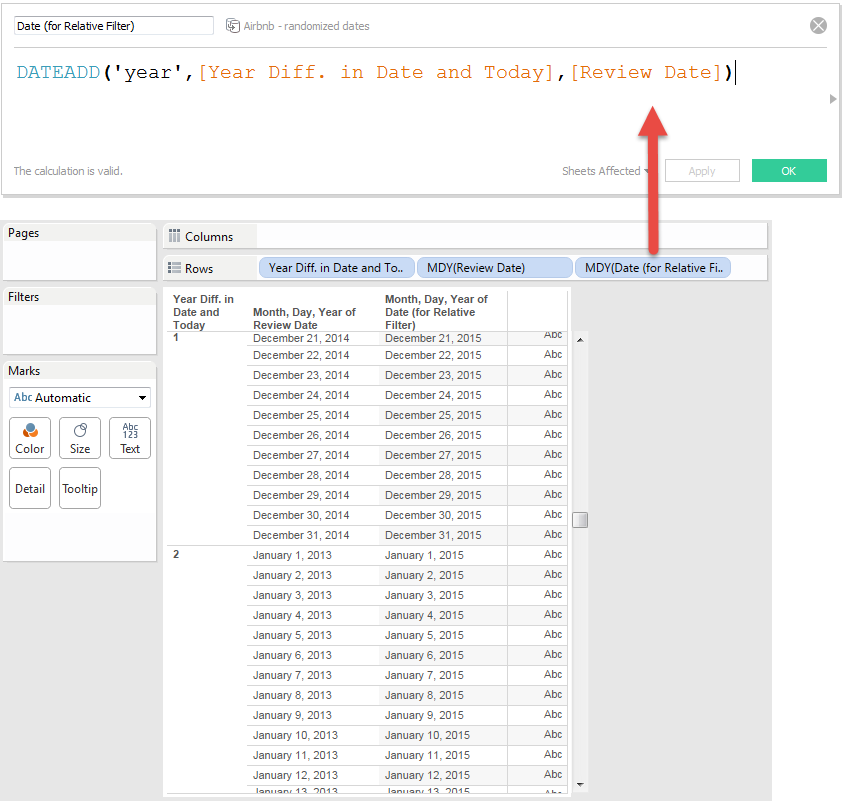 Date (for Relative Filter)
Airbnb - randomized dates
DATEADD('year',[Year Diff. in Date and Today],[Review Date])
The calculation is valid.
Sheets Affected
Apply
OK
Pages
Columns
Rows
Year Diff. in Date and To..
MDY(Review Date)
MDY(Date (for Relative Fi..
Filters
Marks
Abc Automatic
Color
Size
Abc
123
Text
Detail
Tooltip
Year Diff. in
Date and
Today
Month, Day, Year of
Review Date
Month, Day, Year of
Date (for Relative
Filter)
1
December 21, 2014 December 21, 2015 Abc
December 22, 2014 December 22, 2015 Abc
December 23, 2014 December 23, 2015 Abc
December 24, 2014 December 24, 2015 Abc
December 25, 2014 December 25, 2015 Abc
December 26, 2014 December 26, 2015 Abc
December 27, 2014 December 27, 2015 Abc
December 28, 2014 December 28, 2015 Abc
December 29, 2014 December 29, 2015 Abc
December 30, 2014 December 30, 2015 Abc
December 31, 2014 December 31, 2015 Abc
2
January 1, 2013 January 1, 2015 Abc
January 2, 2013 January 2, 2015 Abc
January 3, 2013 January 3, 2015 Abc
January 4, 2013 January 4, 2015 Abc
January 5, 2013 January 5, 2015 Abc
January 6, 2013 January 6, 2015 Abc
January 7, 2013 January 7, 2015 Abc
January 8, 2013 January 8, 2015 Abc
January 9, 2013 January 9, 2015 Abc
January 10, 2013 January 10, 2015 Abc
January 11, 2013 January 11, 2015 Abc
January 12, 2013 January 12, 2015 Abc
January 13, 2013 January 13, 2015 Abc